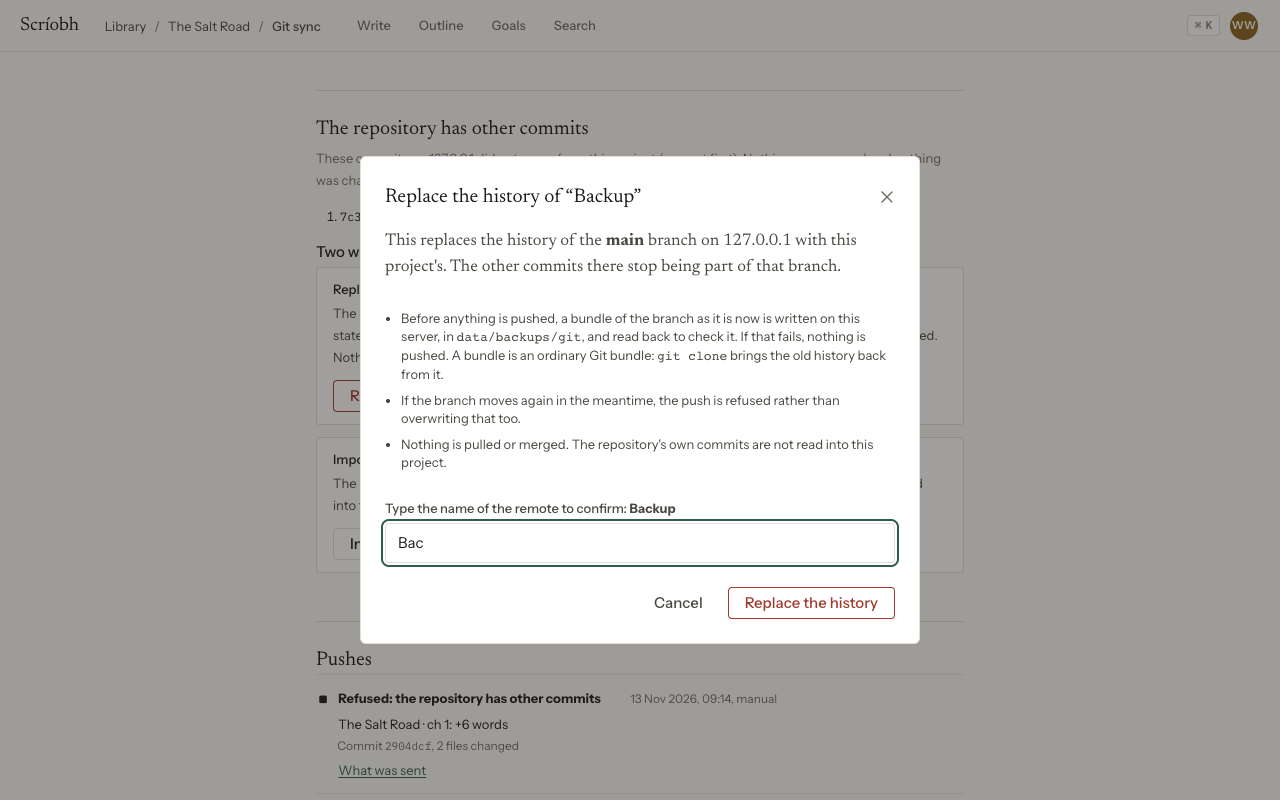 Scríobh
Library / The Salt Road / Git sync
Write
Outline
Goals
Search
⌘ K
WW
The repository has other commits
These
thing
was cha
1. 7c3
Two w
Repl
The
state
ed.
Noth
R
Impo
The
into
In
Replace the history of “Backup”
This replaces the history of the main branch on 127.0.0.1 with this
project's. The other commits there stop being part of that branch.
• Before anything is pushed, a bundle of the branch as it is now is written on this
server, in data/backups/git, and read back to check it. If that fails, nothing is
pushed. A bundle is an ordinary Git bundle: git clone brings the old history back
from it.
• If the branch moves again in the meantime, the push is refused rather than
overwriting that too.
• Nothing is pulled or merged. The repository's own commits are not read into this
project.
Type the name of the remote to confirm: Backup
Bac
Cancel
Replace the history
Pushes
Refused: the repository has other commits
13 Nov 2026, 09:14, manual
The Salt Road · ch 1: +6 words
Commit 2904dcf, 2 files changed
What was sent